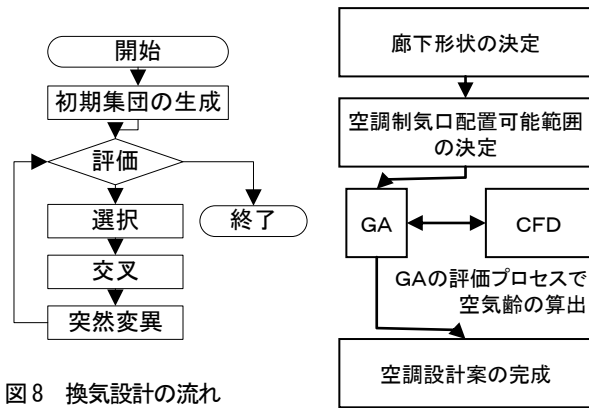 開始
初期集団の生成
評価
選択
終了
交叉
突然変異
図8 換気設計の流れ
廊下形状の決定
空調制気口配置可能範囲
の決定
GA
CFD
GAの評価プロセスで
空気齢の算出
空調設計案の完成